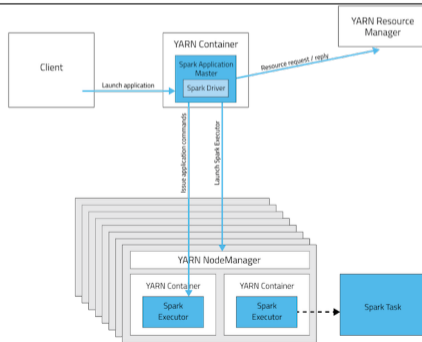 YARN Resource
Manager
YARN Container
Client
Spark Application
Master
Spark Driver
Launch application
Resource request / reply
Issue application commands
Launch Spark Executor
YARN NodeManager
YARN Container
YARN Container
Spark
Executor
Spark
Executor
Spark Task